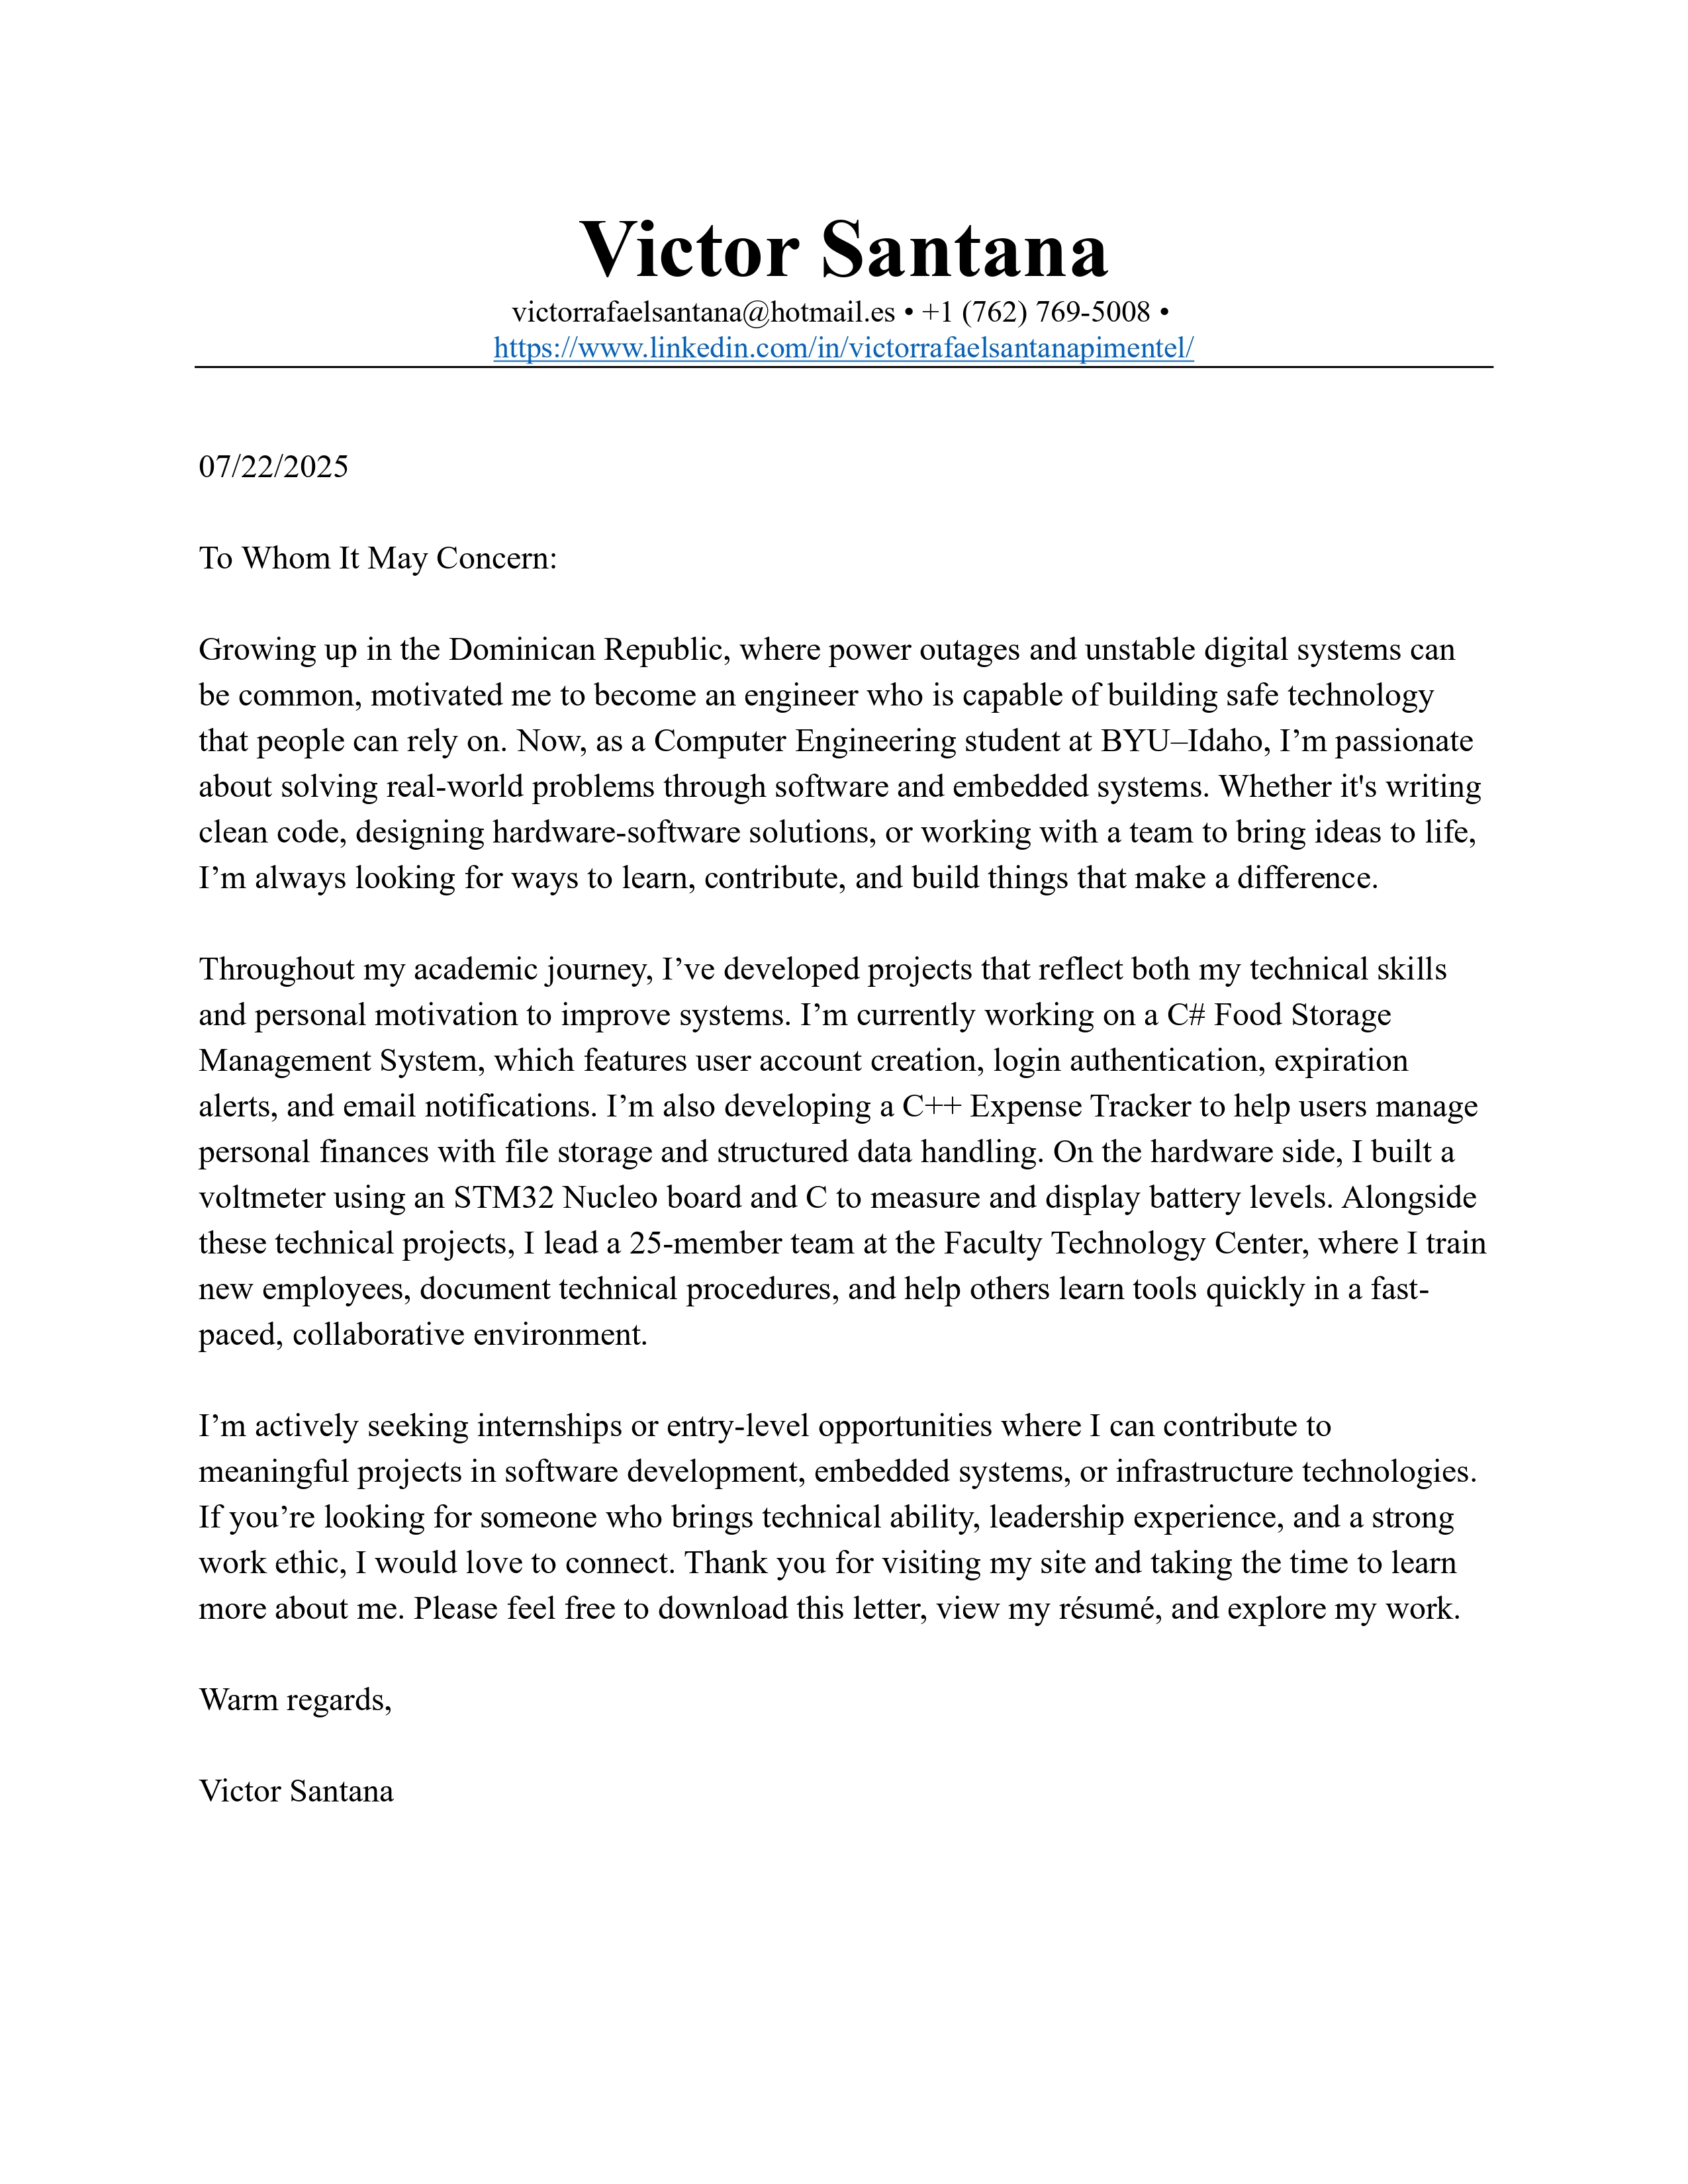 Victor Santana
victorrafaelsantana@hotmail.es • +1 (762) 769-5008 •
https://www.linkedin.com/in/victorrafaelsantanapimentel/
07/22/2025
To Whom It May Concern:
Growing up in the Dominican Republic, where power outages and unstable digital systems can
be common, motivated me to become an engineer who is capable of building safe technology
that people can rely on. Now, as a Computer Engineering student at BYU–Idaho, I’m passionate
about solving real-world problems through software and embedded systems. Whether it's writing
clean code, designing hardware-software solutions, or working with a team to bring ideas to life,
I’m always looking for ways to learn, contribute, and build things that make a difference.
Throughout my academic journey, I’ve developed projects that reflect both my technical skills
and personal motivation to improve systems. I’m currently working on a C# Food Storage
Management System, which features user account creation, login authentication, expiration
alerts, and email notifications. I’m also developing a C++ Expense Tracker to help users manage
personal finances with file storage and structured data handling. On the hardware side, I built a
voltmeter using an STM32 Nucleo board and C to measure and display battery levels. Alongside
these technical projects, I lead a 25-member team at the Faculty Technology Center, where I train
new employees, document technical procedures, and help others learn tools quickly in a fast-
paced, collaborative environment.
I’m actively seeking internships or entry-level opportunities where I can contribute to
meaningful projects in software development, embedded systems, or infrastructure technologies.
If you’re looking for someone who brings technical ability, leadership experience, and a strong
work ethic, I would love to connect. Thank you for visiting my site and taking the time to learn
more about me. Please feel free to download this letter, view my résumé, and explore my work.
Warm regards,
Victor Santana